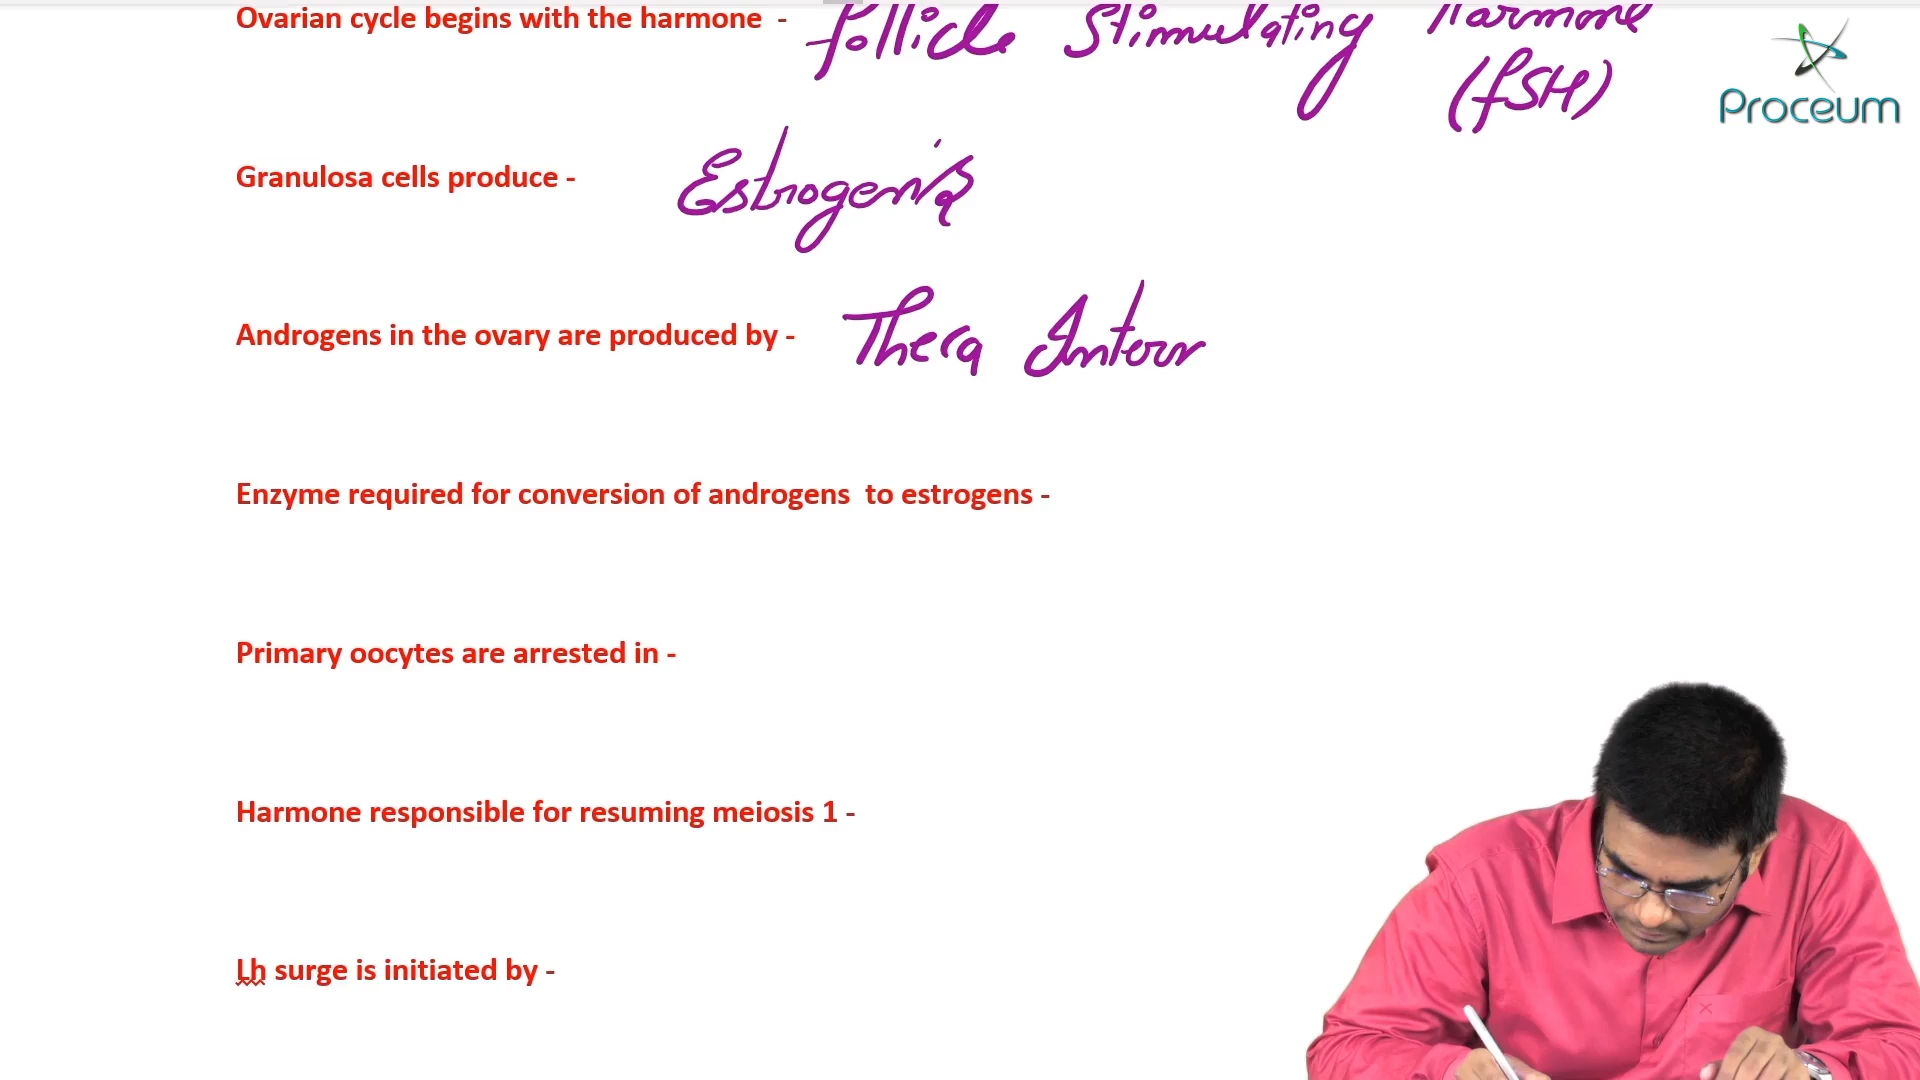 Ovarian cycle begins with the harmone - follicle Stimulating Harmone
(fSH)
Proceum
Granulosa cells produce - Estrogen's
Androgens in the ovary are produced by - Theca Inter
Enzyme required for conversion of androgens to estrogens -
Primary oocytes are arrested in -
Harmone responsible for resuming meiosis 1 -
Lh surge is initiated by -